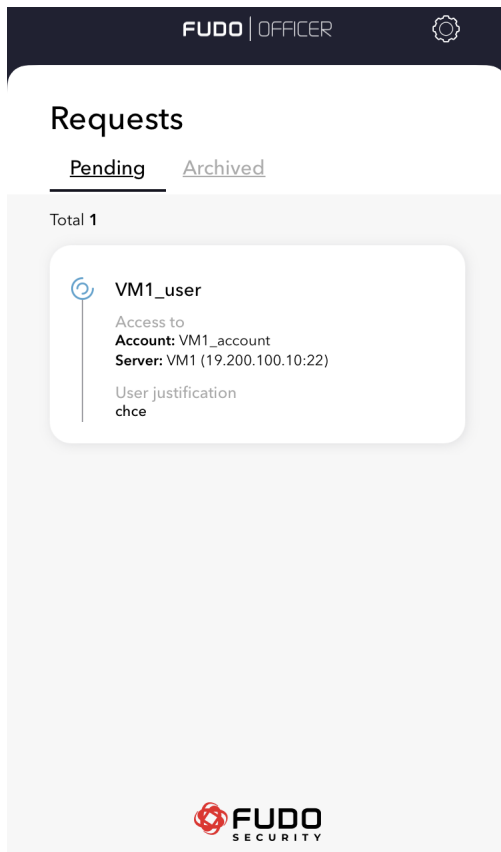 FUDO OFFICER
Requests
Pending Archived
Total 1
VM1_user
Access to
Account: VM1_account
Server: VM1 (19.200.100.10:22)
User justification
chce
FUDO
SECURITY